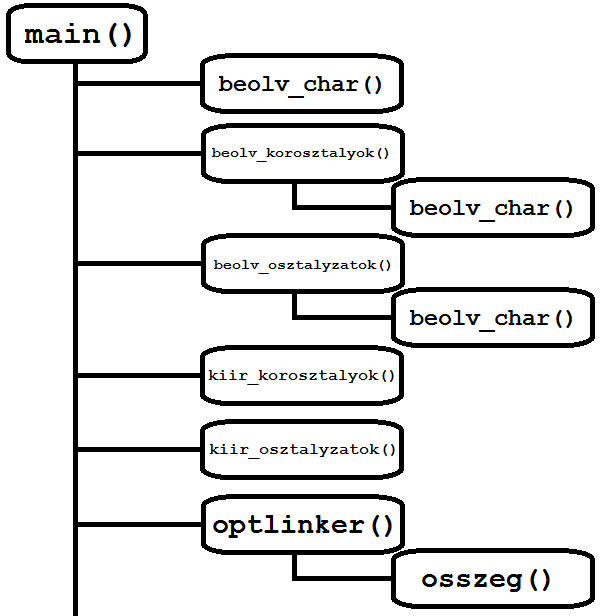 main()
beolv_char()
beolv_korosztalyok()
beolv_char()
beolv_osztalyzatok()
beolv_char()
kiir_korosztalyok()
kiir_osztalyzatok()
optlinker()
osszeg()